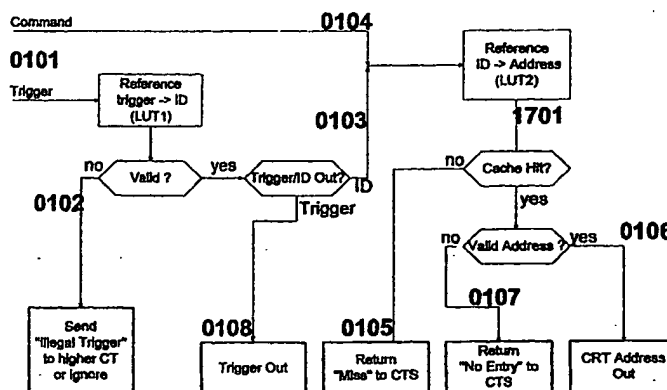 Command
0104
0101
Trigger
Reference
trigger -> ID
(LUT1)
Reference
ID -> Address
(LUT2)
0103
1701
no
Valid ?
yes
Trigger/ID Out?
ID
no
Cache Hit?
0102
Trigger
yes
0106
no
Valid Address ?
yes
0107
0108
0105
Send
"Illegal Trigger"
to higher CT
or Ignore
Trigger Out
Return
"Miss" to CTS
Return
"No Entry" to
CTS
CRT Address
Out